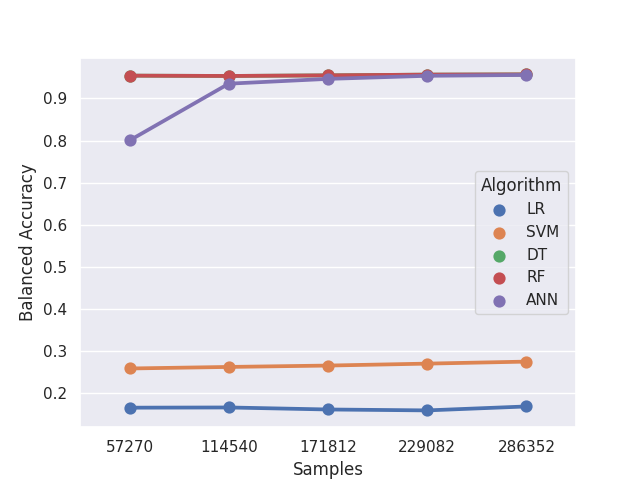 0.9
0.8
0.7
0.6
0.5
0.4
0.3
0.2
Balanced Accuracy
Algorithm
LR
SVM
DT
RF
ANN
57270 114540 171812 229082 286352
Samples